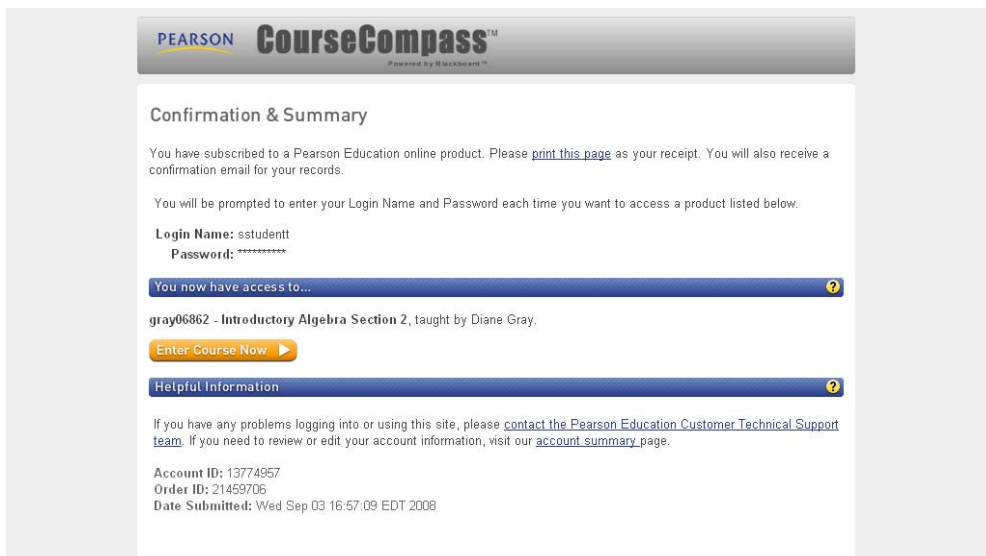 PEARSON CourseCompass™
Powered by Blackboard™
Confirmation & Summary
You have subscribed to a Pearson Education online product. Please print this page as your receipt. You will also receive a
confirmation email for your records.
You will be prompted to enter your Login Name and Password each time you want to access a product listed below.
Login Name: sstudentt
Password: **********
You now have access to... ?
gray06862 - Introductory Algebra Section 2, taught by Diane Gray.
Enter Course Now
Helpful Information ?
If you have any problems logging into or using this site, please contact the Pearson Education Customer Technical Support
team. If you need to review or edit your account information, visit our account summary page.
Account ID: 13774957
Order ID: 21459706
Date Submitted: Wed Sep 03 16:57:09 EDT 2008